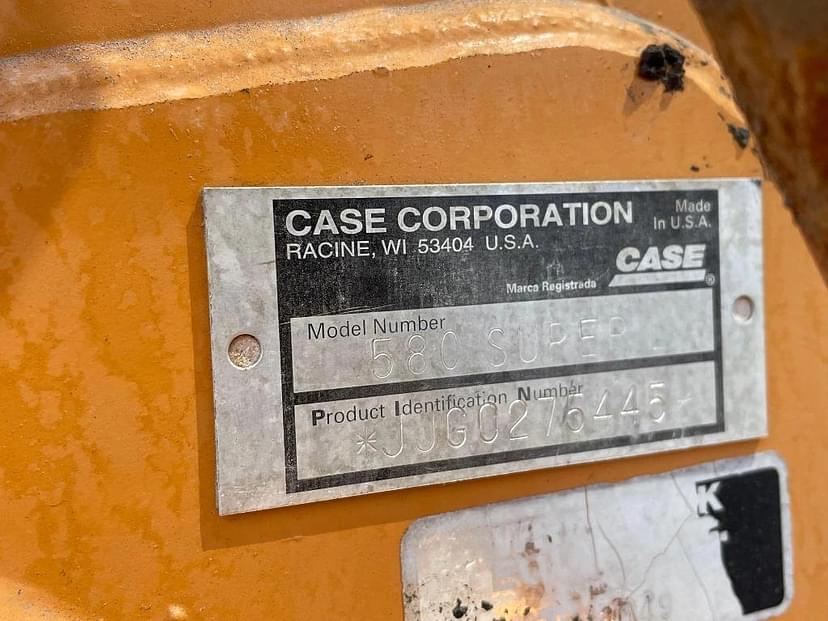 CASE CORPORATION
RACINE, WI 53404 U.S.A.
Made
In U.S.A.
CASE
®
Marca Registrada
Model Number
580 SUPER L
Product Identification Number
*JJG0276445*
K